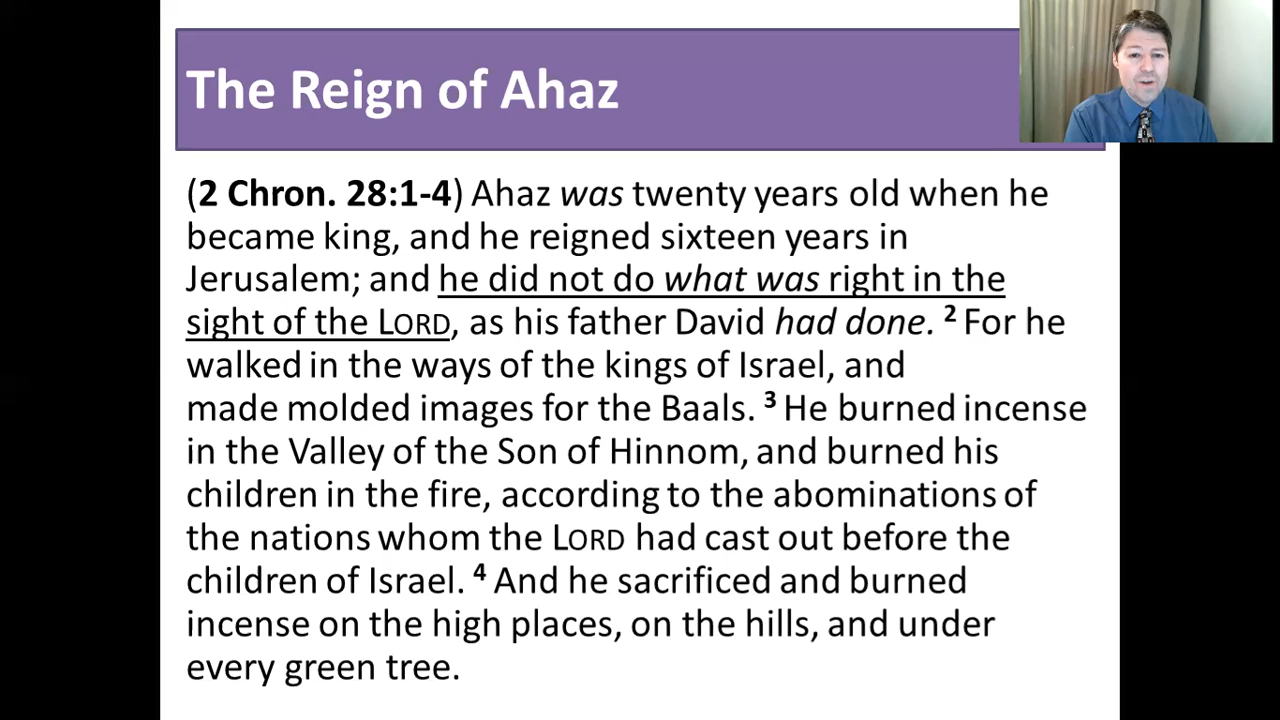 The Reign of Ahaz
(2 Chron. 28:1-4) Ahaz was twenty years old when he
became king, and he reigned sixteen years in
Jerusalem; and he did not do what was right in the
sight of the LORD, as his father David had done. 2 For he
walked in the ways of the kings of Israel, and
made molded images for the Baals. 3 He burned incense
in the Valley of the Son of Hinnom, and burned his
children in the fire, according to the abominations of
the nations whom the LORD had cast out before the
children of Israel. 4 And he sacrificed and burned
incense on the high places, on the hills, and under
every green tree.